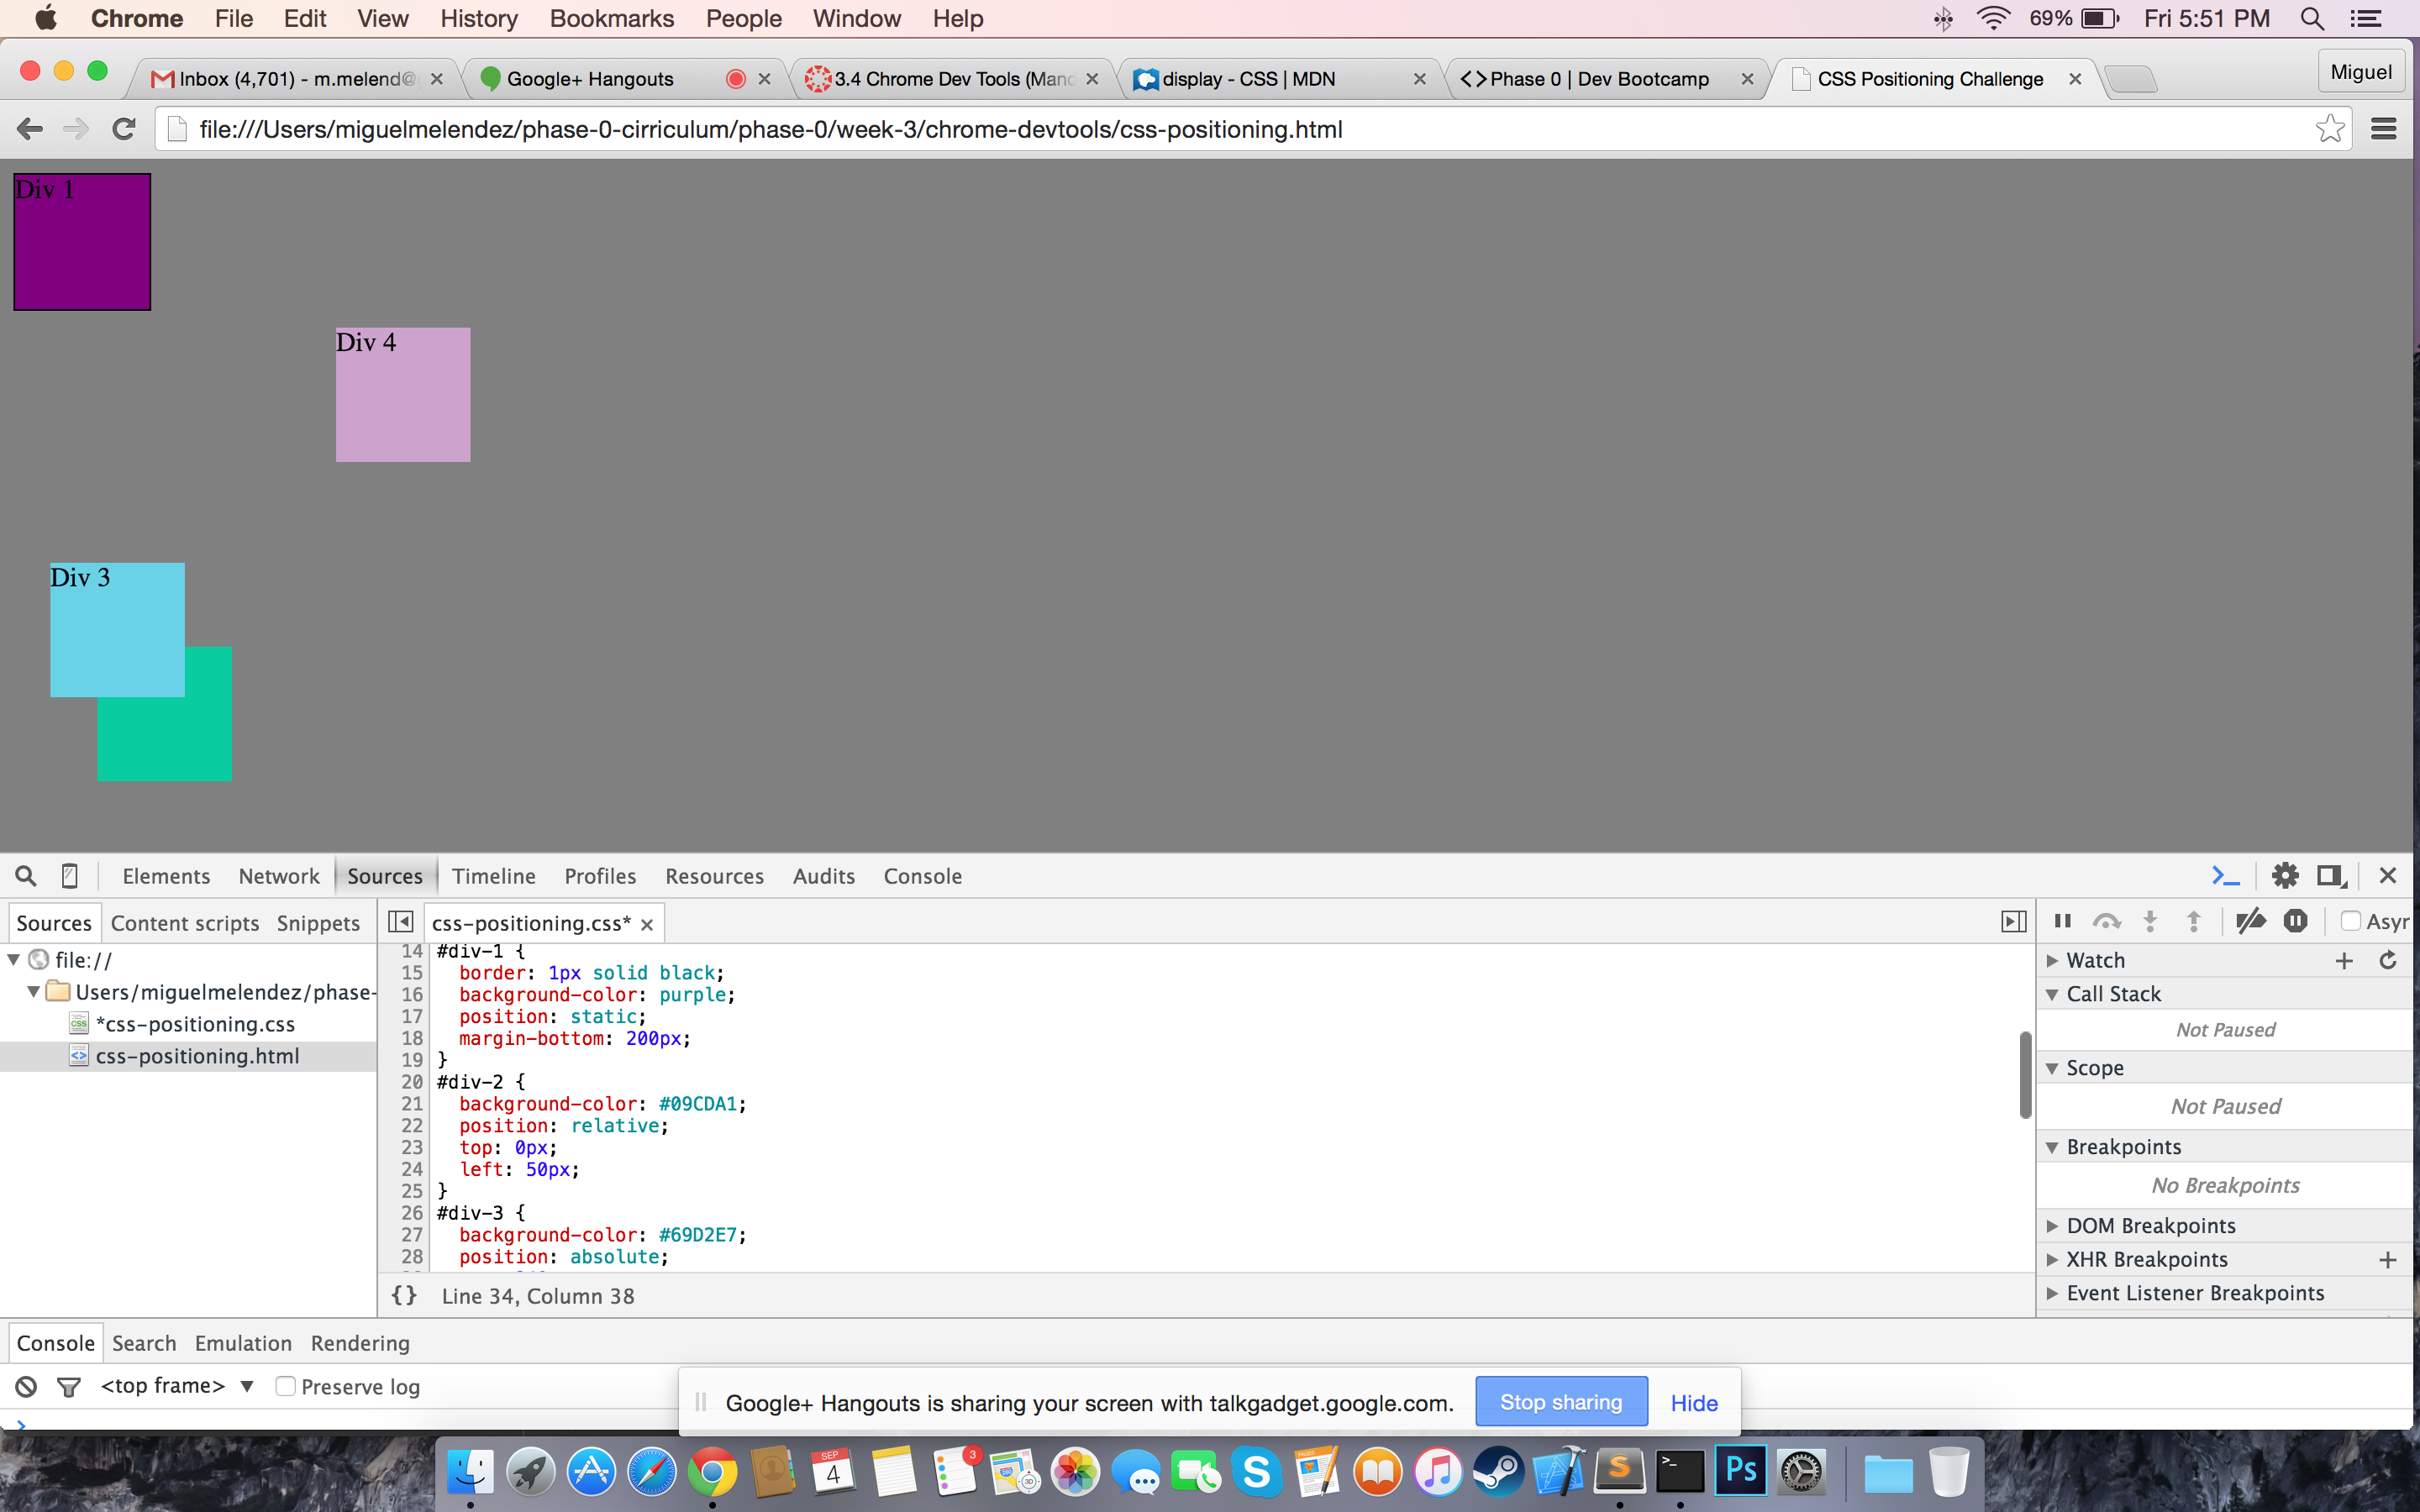 Chrome File Edit View History Bookmarks People Window Help 69% Fri 5:51 PM
Inbox (4,701) - m.melend@ Google+ Hangouts 3.4 Chrome Dev Tools (Mand display - CSS | MDN <> Phase 0 | Dev Bootcamp CSS Positioning Challenge Miguel
file:///Users/miguelmelendez/phase-0-cirriculum/phase-0/week-3/chrome-devtools/css-positioning.html
Div 1
Div 4
Div 3
Elements Network Sources Timeline Profiles Resources Audits Console
Sources Content scripts Snippets
file://
Users/miguelmelendez/phase-
*css-positioning.css
css-positioning.html
css-positioning.css*
14 #div-1 {
15 border: 1px solid black;
16 background-color: purple;
17 position: static;
18 margin-bottom: 200px;
19 }
20 #div-2 {
21 background-color: #09CDA1;
22 position: relative;
23 top: 0px;
24 left: 50px;
25 }
26 #div-3 {
27 background-color: #69D2E7;
28 position: absolute;
{} Line 34, Column 38
Asyr
Watch
Call Stack
Not Paused
Scope
Not Paused
Breakpoints
No Breakpoints
DOM Breakpoints
XHR Breakpoints
Event Listener Breakpoints
Console Search Emulation Rendering
<top frame> Preserve log
Google+ Hangouts is sharing your screen with talkgadget.google.com. Stop sharing Hide
SEP
4
3
Ps